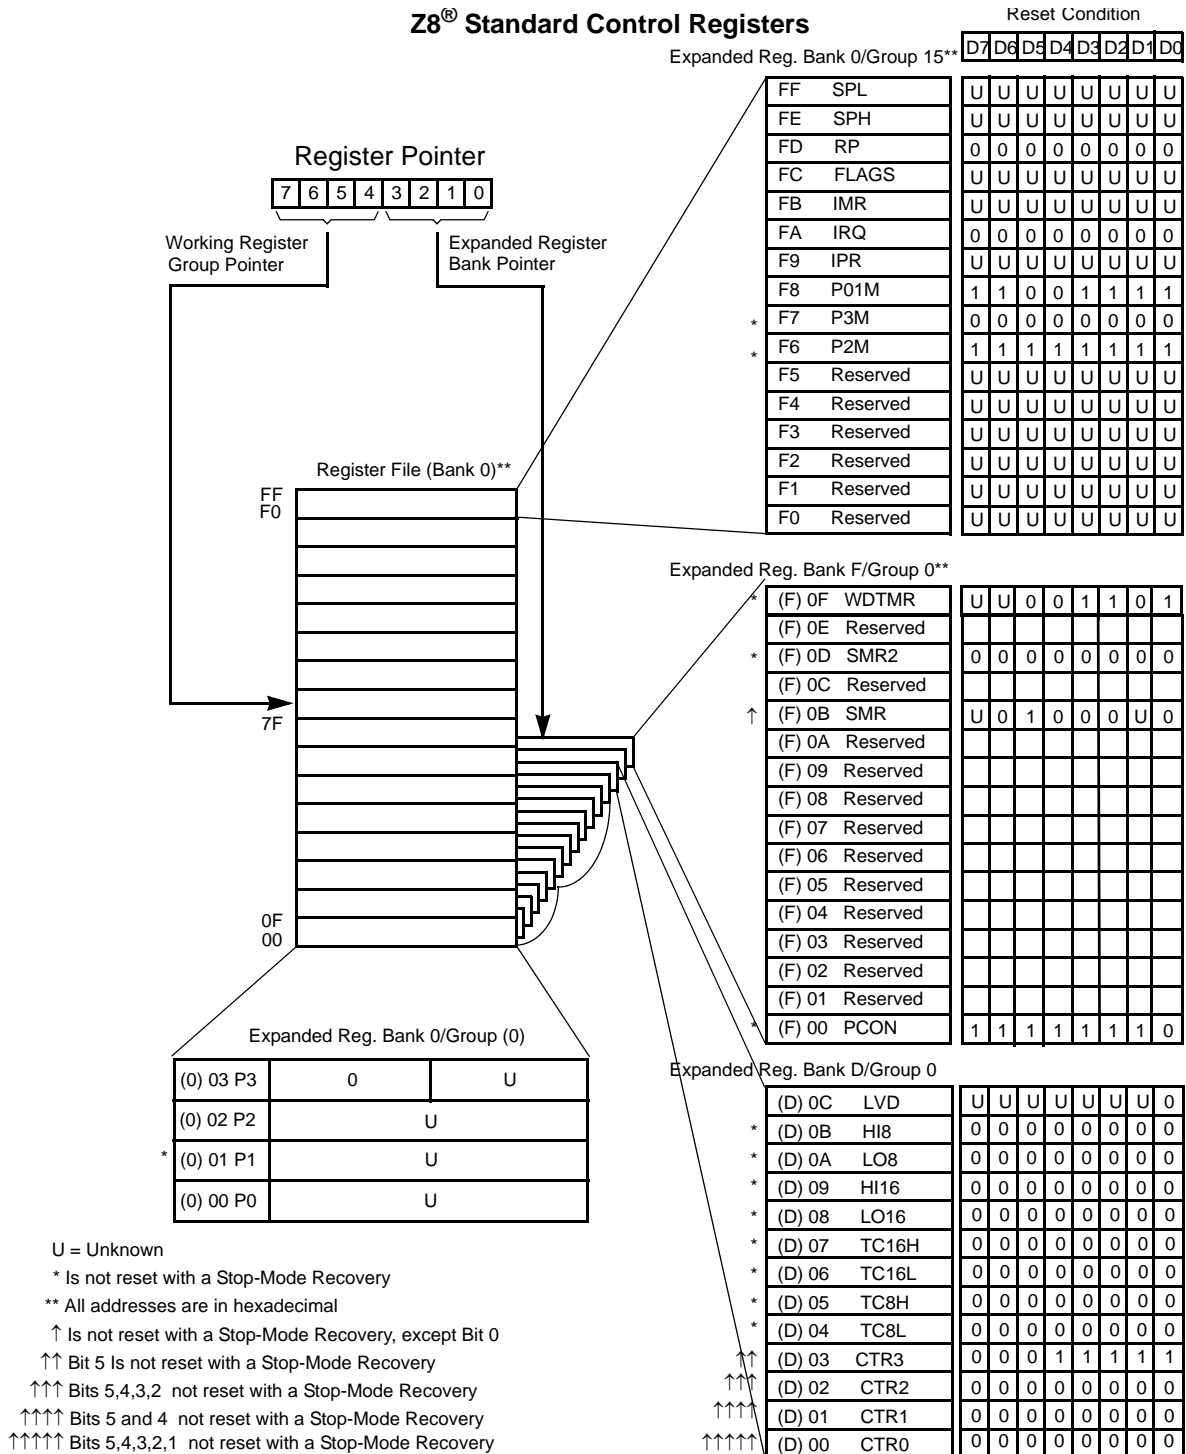 Z8® Standard Control Registers
Reset Condition
Expanded Reg. Bank 0/Group 15**
D7 D6 D5 D4 D3 D2 D1 D0
FF SPL U U U U U U U U
FE SPH U U U U U U U U
FD RP 0 0 0 0 0 0 0 0
FC FLAGS U U U U U U U U
FB IMR U U U U U U U U
FA IRQ 0 0 0 0 0 0 0 0
F9 IPR U U U U U U U U
F8 P01M 1 1 0 0 1 1 1 1
* F7 P3M 0 0 0 0 0 0 0 0
* F6 P2M 1 1 1 1 1 1 1 1
F5 Reserved U U U U U U U U
F4 Reserved U U U U U U U U
F3 Reserved U U U U U U U U
F2 Reserved U U U U U U U U
F1 Reserved U U U U U U U U
F0 Reserved U U U U U U U U
Register Pointer
7 6 5 4 3 2 1 0
Working Register
Group Pointer
Expanded Register
Bank Pointer
Register File (Bank 0)**
FF
F0
7F
0F
00
Expanded Reg. Bank F/Group 0**
* (F) 0F WDTMR U U 0 0 1 1 0 1
(F) 0E Reserved
* (F) 0D SMR2 0 0 0 0 0 0 0 0
(F) 0C Reserved
↑ (F) 0B SMR U 0 1 0 0 0 U 0
(F) 0A Reserved
(F) 09 Reserved
(F) 08 Reserved
(F) 07 Reserved
(F) 06 Reserved
(F) 05 Reserved
(F) 04 Reserved
(F) 03 Reserved
(F) 02 Reserved
(F) 01 Reserved
* (F) 00 PCON 1 1 1 1 1 1 1 0
Expanded Reg. Bank 0/Group (0)
(0) 03 P3 0 U
(0) 02 P2 U
* (0) 01 P1 U
(0) 00 P0 U
Expanded Reg. Bank D/Group 0
(D) 0C LVD U U U U U U U 0
* (D) 0B HI8 0 0 0 0 0 0 0 0
* (D) 0A LO8 0 0 0 0 0 0 0 0
* (D) 09 HI16 0 0 0 0 0 0 0 0
* (D) 08 LO16 0 0 0 0 0 0 0 0
* (D) 07 TC16H 0 0 0 0 0 0 0 0
* (D) 06 TC16L 0 0 0 0 0 0 0 0
* (D) 05 TC8H 0 0 0 0 0 0 0 0
* (D) 04 TC8L 0 0 0 0 0 0 0 0
↑↑ (D) 03 CTR3 0 0 0 1 1 1 1 1
↑↑↑ (D) 02 CTR2 0 0 0 0 0 0 0 0
↑↑↑↑ (D) 01 CTR1 0 0 0 0 0 0 0 0
↑↑↑↑↑ (D) 00 CTR0 0 0 0 0 0 0 0 0
U = Unknown
* Is not reset with a Stop-Mode Recovery
** All addresses are in hexadecimal
↑ Is not reset with a Stop-Mode Recovery, except Bit 0
↑↑ Bit 5 Is not reset with a Stop-Mode Recovery
↑↑↑ Bits 5,4,3,2 not reset with a Stop-Mode Recovery
↑↑↑↑ Bits 5 and 4 not reset with a Stop-Mode Recovery
↑↑↑↑↑ Bits 5,4,3,2,1 not reset with a Stop-Mode Recovery